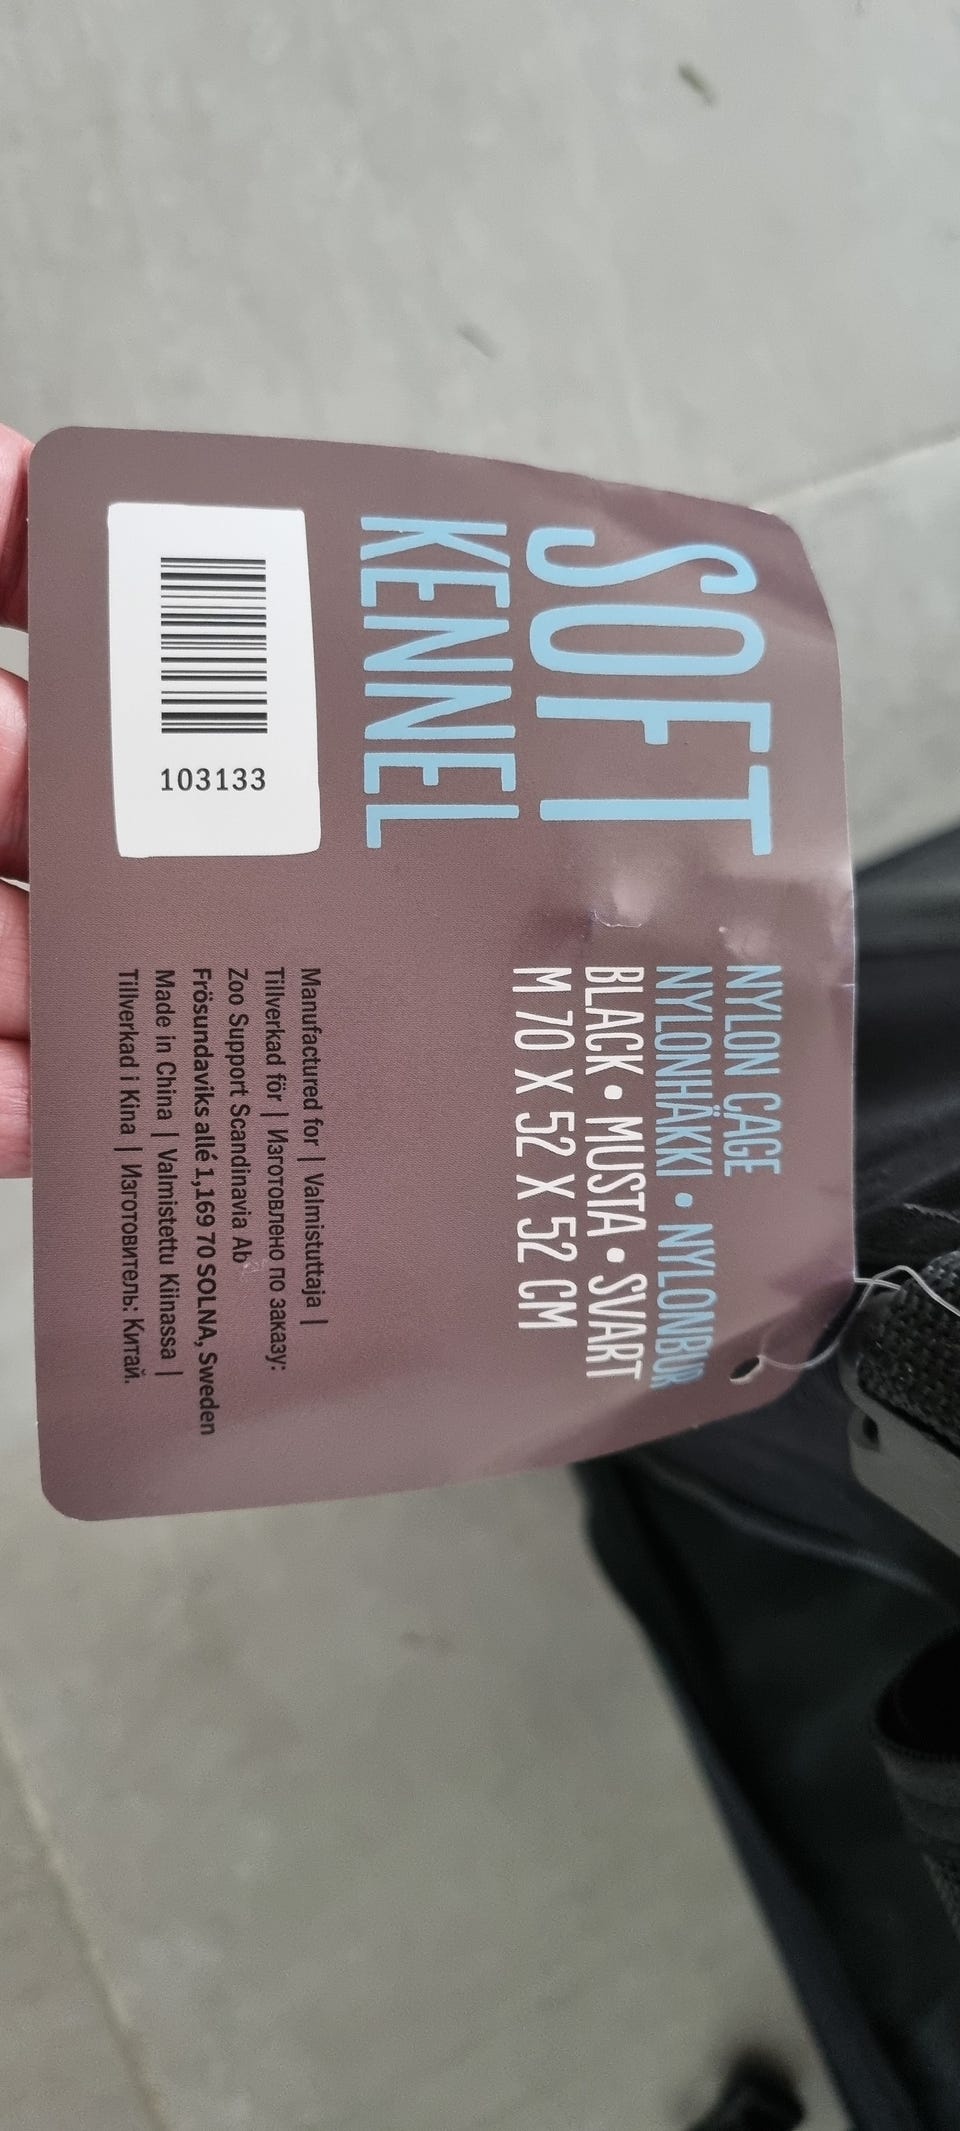 SOFT
KENNEL
103133
NYLON CAGE
NYLONHÄKKI • NYLONBUR
BLACK • MUSTA • SVART
M 70 X 52 X 52 CM
Manufactured for | Valmistuttaja |
Tillverkad för | Изготовлено по заказу:
Zoo Support Scandinavia Ab
Frösundaviks allé 1,169 70 SOLNA, Sweden
Made in China | Valmistettu Kiinassa |
Tillverkad i Kina | Изготовитель: Китай.